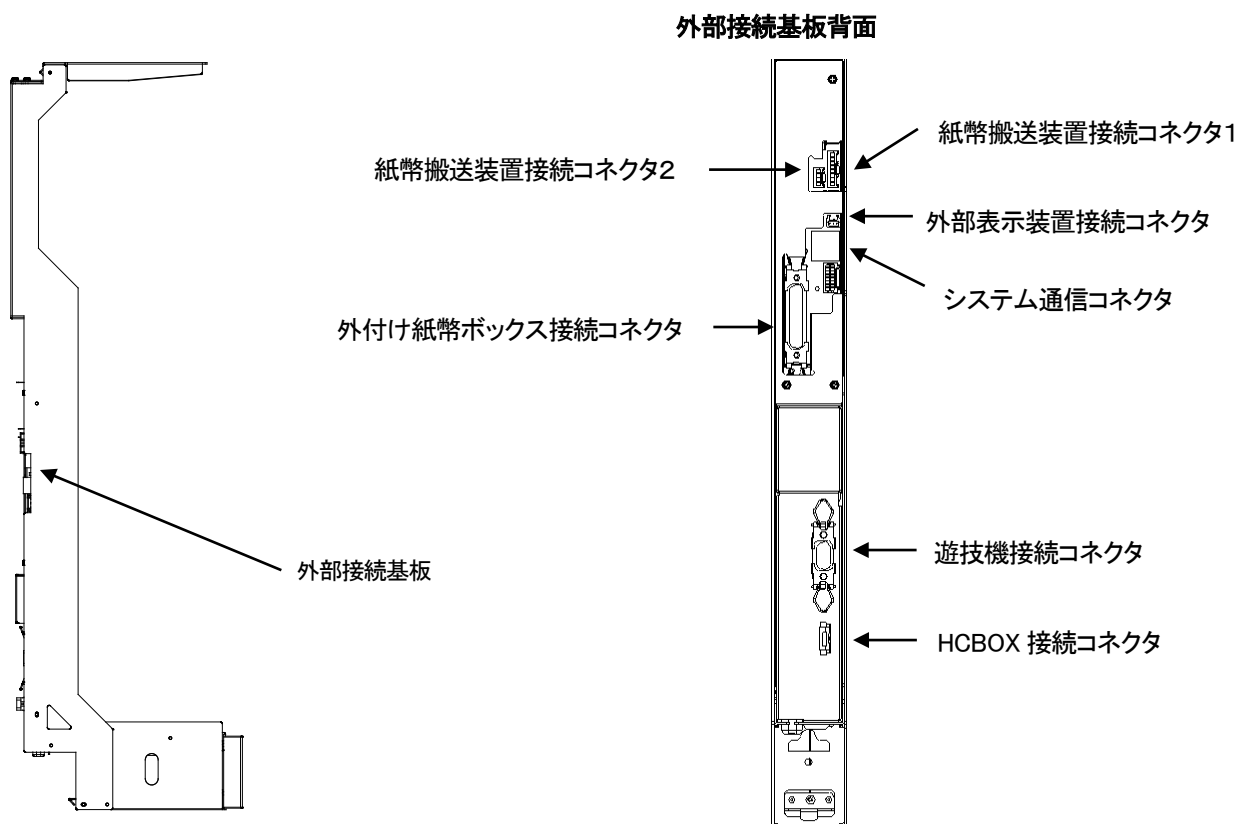 外部接続基板背面
紙幣搬送装置接続コネクタ1
紙幣搬送装置接続コネクタ2
外部表示装置接続コネクタ
システム通信コネクタ
外付け紙幣ボックス接続コネクタ
遊技機接続コネクタ
外部接続基板
HCBOX 接続コネクタ